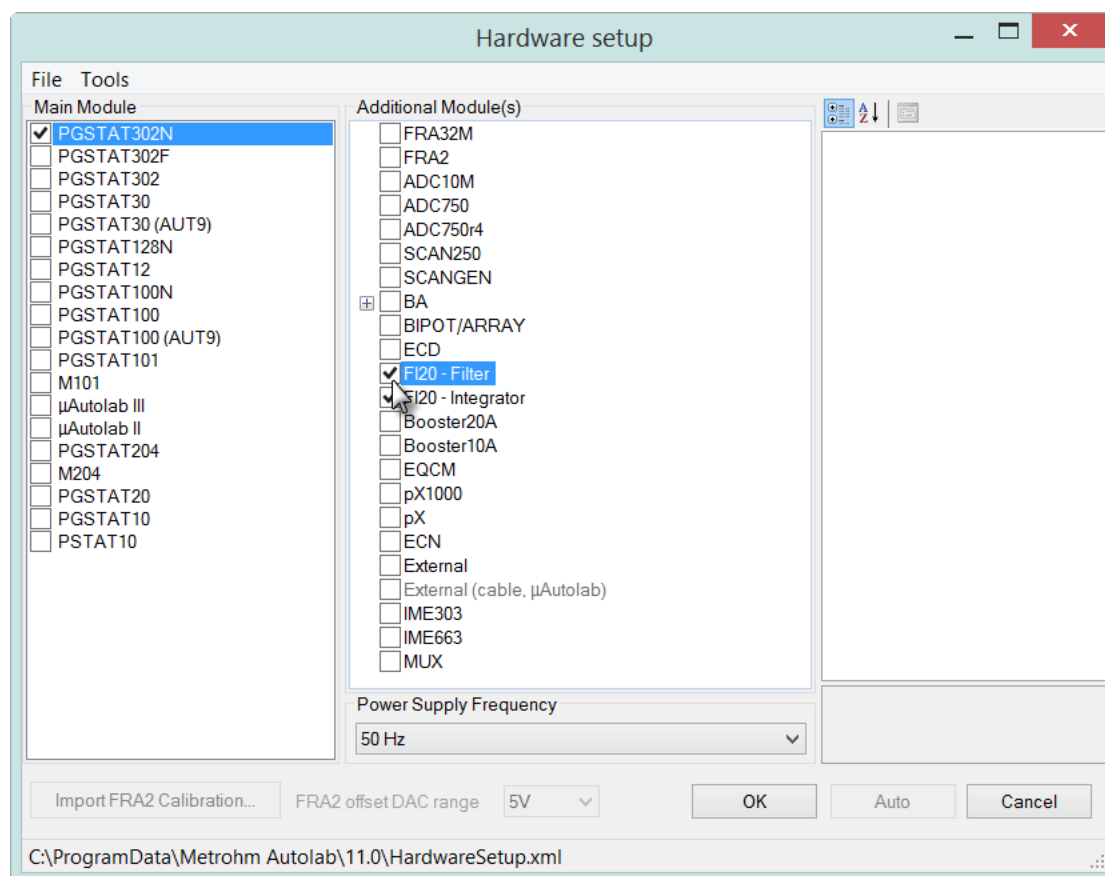 Hardware setup
File Tools
Main Module
PGSTAT302N
PGSTAT302F
PGSTAT302
PGSTAT30
PGSTAT30 (AUT9)
PGSTAT128N
PGSTAT12
PGSTAT100N
PGSTAT100
PGSTAT100 (AUT9)
PGSTAT101
M101
µAutolab III
µAutolab II
PGSTAT204
M204
PGSTAT20
PGSTAT10
PSTAT10
Additional Module(s)
FRA32M
FRA2
ADC10M
ADC750
ADC750r4
SCAN250
SCANGEN
BA
BIPOT/ARRAY
ECD
FI20 - Filter
FI20 - Integrator
Booster20A
Booster10A
EQCM
pX1000
pX
ECN
External
External (cable, µAutolab)
IME303
IME663
MUX
Power Supply Frequency
50 Hz
Import FRA2 Calibration... FRA2 offset DAC range 5V OK Auto Cancel
C:\ProgramData\Metrohm Autolab\11.0\HardwareSetup.xml